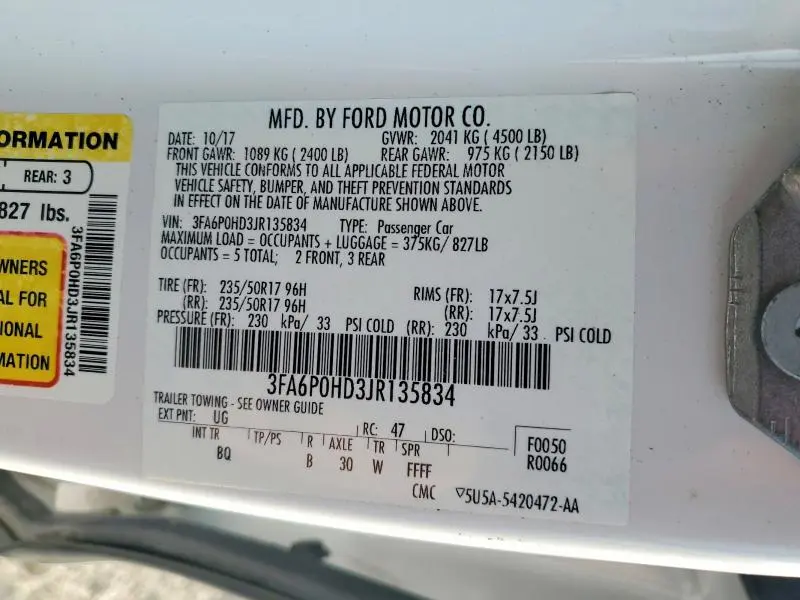 ORMATION
REAR: 3
827 lbs.
WNERS
AL FOR
IONAL
MATION
3FA6P0HD3JR135834
MFD. BY FORD MOTOR CO.
DATE: 10/17 GVWR: 2041 KG ( 4500 LB)
FRONT GAWR: 1089 KG ( 2400 LB) REAR GAWR: 975 KG ( 2150 LB)
THIS VEHICLE CONFORMS TO ALL APPLICABLE FEDERAL MOTOR
VEHICLE SAFETY, BUMPER, AND THEFT PREVENTION STANDARDS
IN EFFECT ON THE DATE OF MANUFACTURE SHOWN ABOVE.
VIN: 3FA6P0HD3JR135834 TYPE: Passenger Car
MAXIMUM LOAD = OCCUPANTS + LUGGAGE = 375KG/ 827LB
OCCUPANTS = 5 TOTAL; 2 FRONT, 3 REAR
TIRE (FR): 235/50R17 96H RIMS (FR): 17x7.5J
(RR): 235/50R17 96H (RR): 17x7.5J
PRESSURE (FR): 230 kPa/ 33 PSI COLD (RR): 230 kPa/ 33 PSI COLD
3FA6P0HD3JR135834
TRAILER TOWING - SEE OWNER GUIDE
EXT PNT: UG RC: 47 DSO: F0050
INT TR TP/PS R AXLE TR SPR R0066
BQ B 30 W FFFF
CMC ▽5U5A-5420472-AA